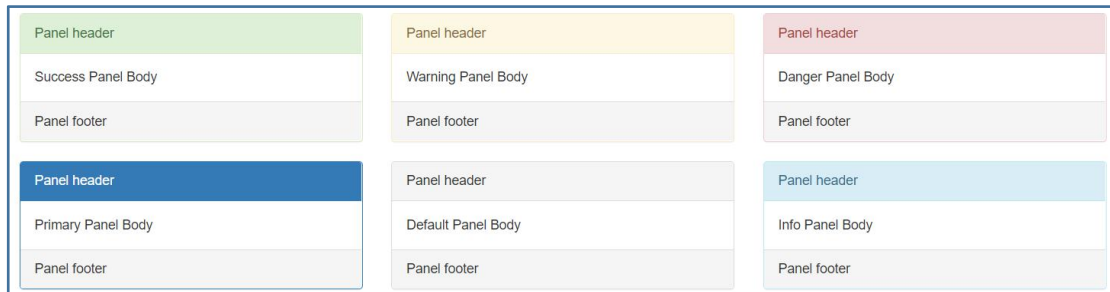 Panel header
Success Panel Body
Panel footer
Panel header
Warning Panel Body
Panel footer
Panel header
Danger Panel Body
Panel footer
Panel header
Primary Panel Body
Panel footer
Panel header
Default Panel Body
Panel footer
Panel header
Info Panel Body
Panel footer